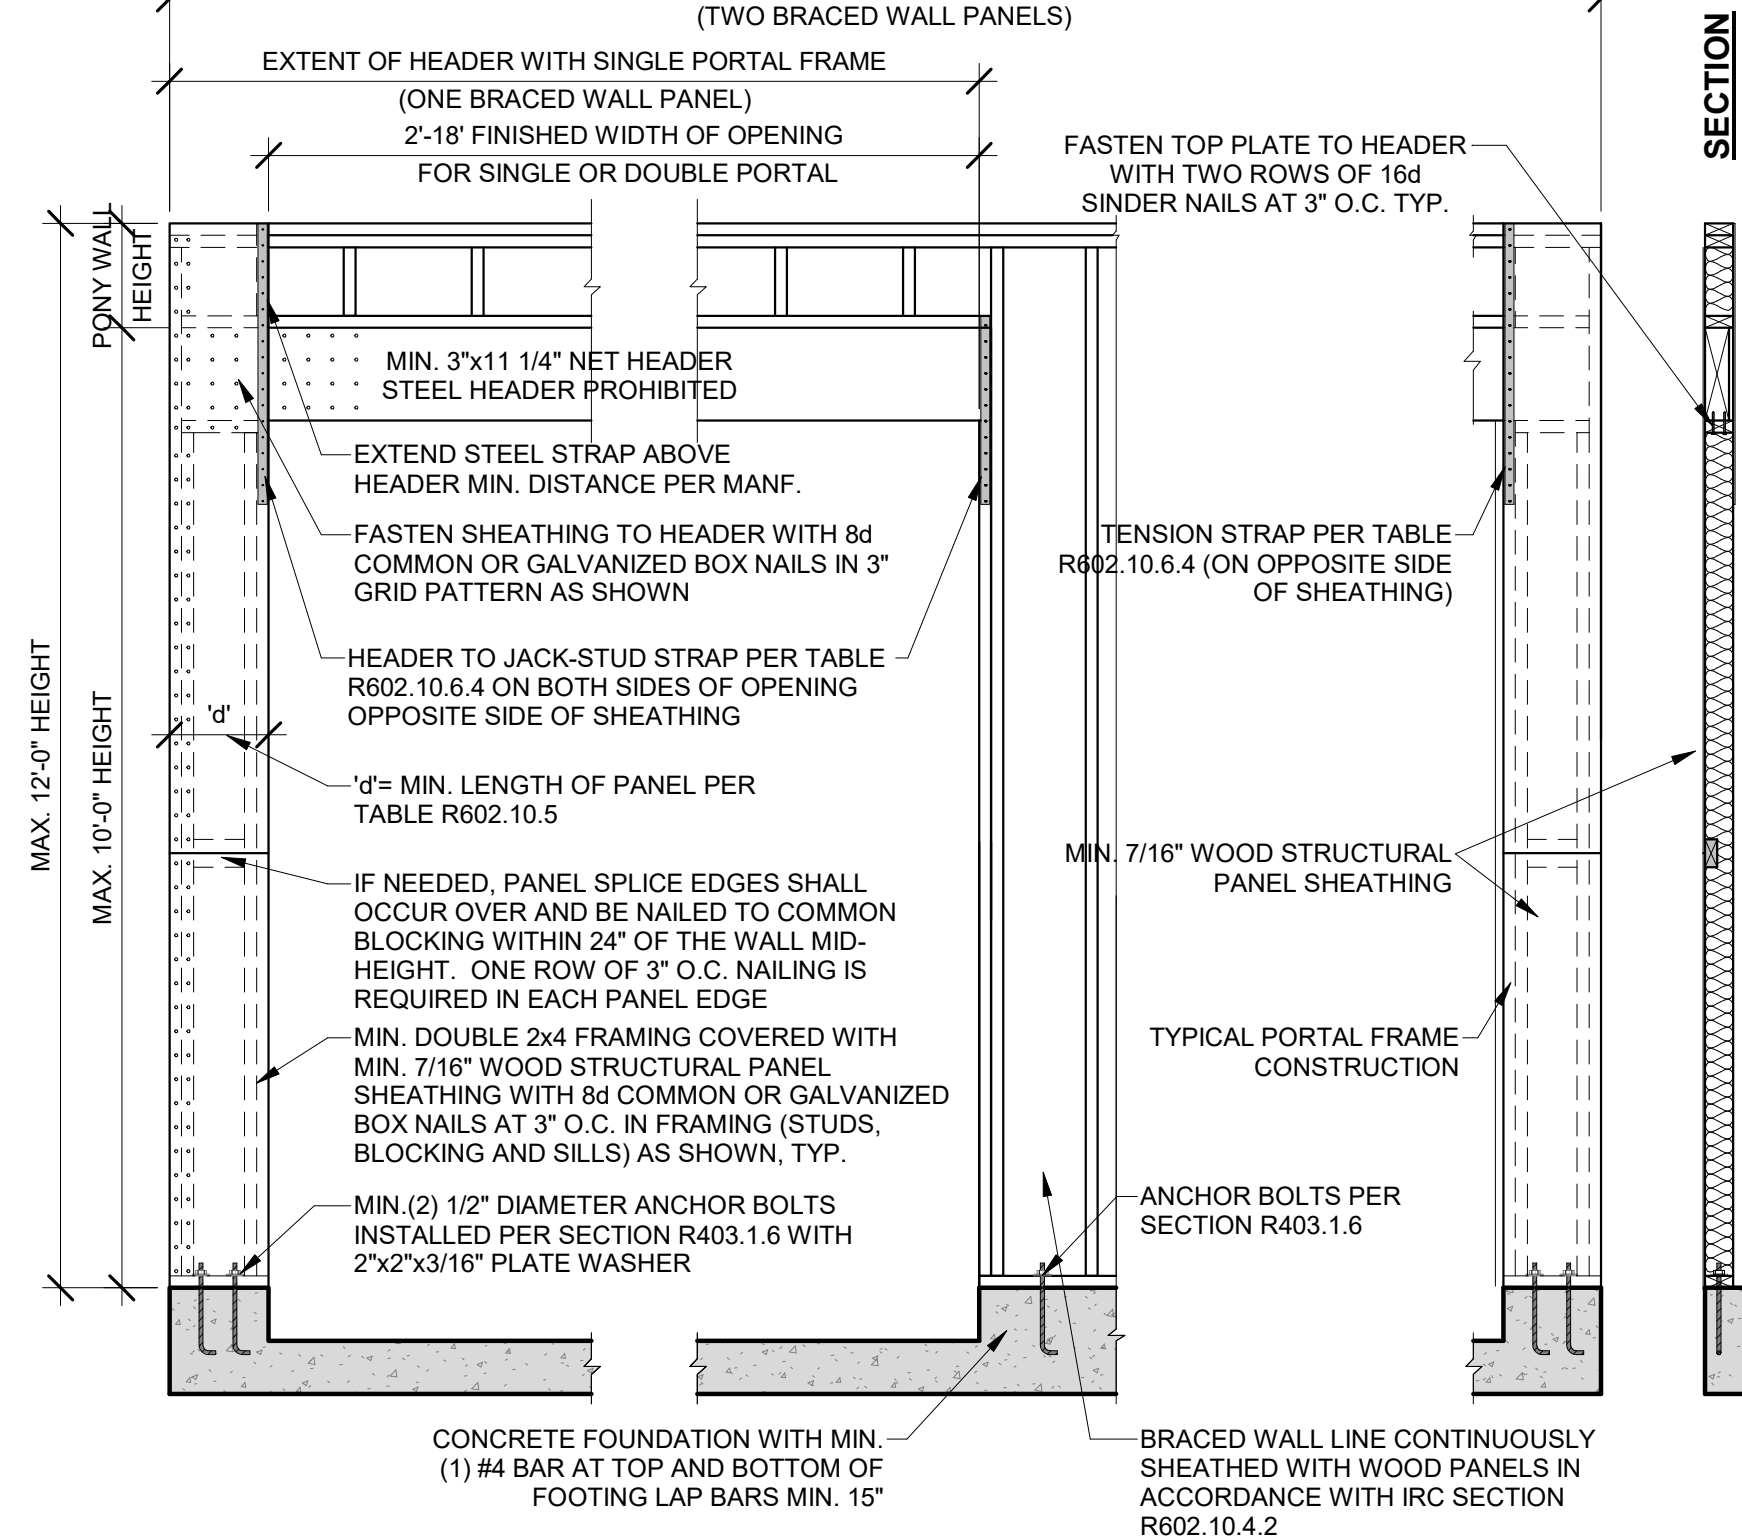 (TWO BRACED WALL PANELS)
EXTENT OF HEADER WITH SINGLE PORTAL FRAME
(ONE BRACED WALL PANEL)
2'-18' FINISHED WIDTH OF OPENING
FOR SINGLE OR DOUBLE PORTAL
SECTION
FASTEN TOP PLATE TO HEADER
WITH TWO ROWS OF 16d
SINDER NAILS AT 3" O.C. TYP.
PONY WALL
HEIGHT
MIN. 3"x11 1/4" NET HEADER
STEEL HEADER PROHIBITED
EXTEND STEEL STRAP ABOVE
HEADER MIN. DISTANCE PER MANF.
FASTEN SHEATHING TO HEADER WITH 8d
COMMON OR GALVANIZED BOX NAILS IN 3"
GRID PATTERN AS SHOWN
TENSION STRAP PER TABLE
R602.10.6.4 (ON OPPOSITE SIDE
OF SHEATHING)
HEADER TO JACK-STUD STRAP PER TABLE
R602.10.6.4 ON BOTH SIDES OF OPENING
OPPOSITE SIDE OF SHEATHING
MAX. 12'-0" HEIGHT
MAX. 10'-0" HEIGHT
'd'
'd'= MIN. LENGTH OF PANEL PER
TABLE R602.10.5
MIN. 7/16" WOOD STRUCTURAL
PANEL SHEATHING
IF NEEDED, PANEL SPLICE EDGES SHALL
OCCUR OVER AND BE NAILED TO COMMON
BLOCKING WITHIN 24" OF THE WALL MID-
HEIGHT.  ONE ROW OF 3" O.C. NAILING IS
REQUIRED IN EACH PANEL EDGE
MIN. DOUBLE 2x4 FRAMING COVERED WITH
MIN. 7/16" WOOD STRUCTURAL PANEL
SHEATHING WITH 8d COMMON OR GALVANIZED
BOX NAILS AT 3" O.C. IN FRAMING (STUDS,
BLOCKING AND SILLS) AS SHOWN, TYP.
TYPICAL PORTAL FRAME
CONSTRUCTION
MIN.(2) 1/2" DIAMETER ANCHOR BOLTS
INSTALLED PER SECTION R403.1.6 WITH
2"x2"x3/16" PLATE WASHER
ANCHOR BOLTS PER
SECTION R403.1.6
CONCRETE FOUNDATION WITH MIN.
(1) #4 BAR AT TOP AND BOTTOM OF
FOOTING LAP BARS MIN. 15"
BRACED WALL LINE CONTINUOUSLY
SHEATHED WITH WOOD PANELS IN
ACCORDANCE WITH IRC SECTION
R602.10.4.2